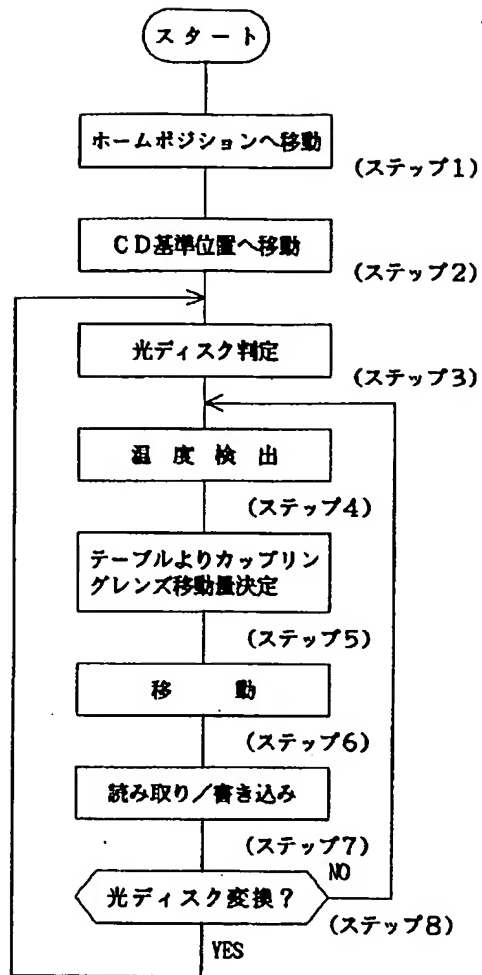 スタート
ホームポジションへ移動
(ステップ1)
CD基準位置へ移動
(ステップ2)
光ディスク判定
(ステップ3)
温度検出
(ステップ4)
テーブルよりカップリン
グレンズ移動量決定
(ステップ5)
移動
(ステップ6)
読み取り/書き込み
(ステップ7)
NO
光ディスク変換?
(ステップ8)
YES